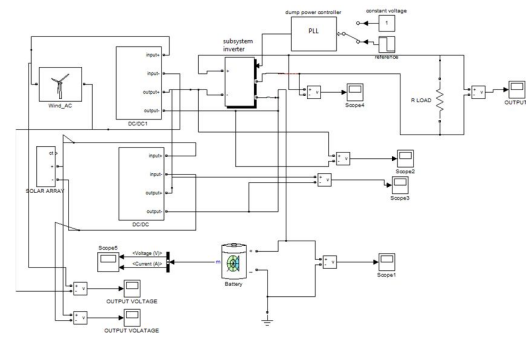 dump power controller
constant voltage
PLL
1
reference
subsystem
inverter
input+
input-
output+
output-
DC/DC1
Wind_AC
+
-
+
-
v
Scope4
R LOAD
+
-
v
OUTPUT
ct
+
-
SOLAR ARRAY
input+
input-
output+
output-
DC/DC
+
-
v
Scope2
+
-
v
Scope3
Scope5
<Voltage (V)>
<Current (A)>
m
+
-
Battery
+
-
v
Scope1
+
-
v
OUTPUT VOLTAGE
+
-
v
OUTPUT VOLATAGE